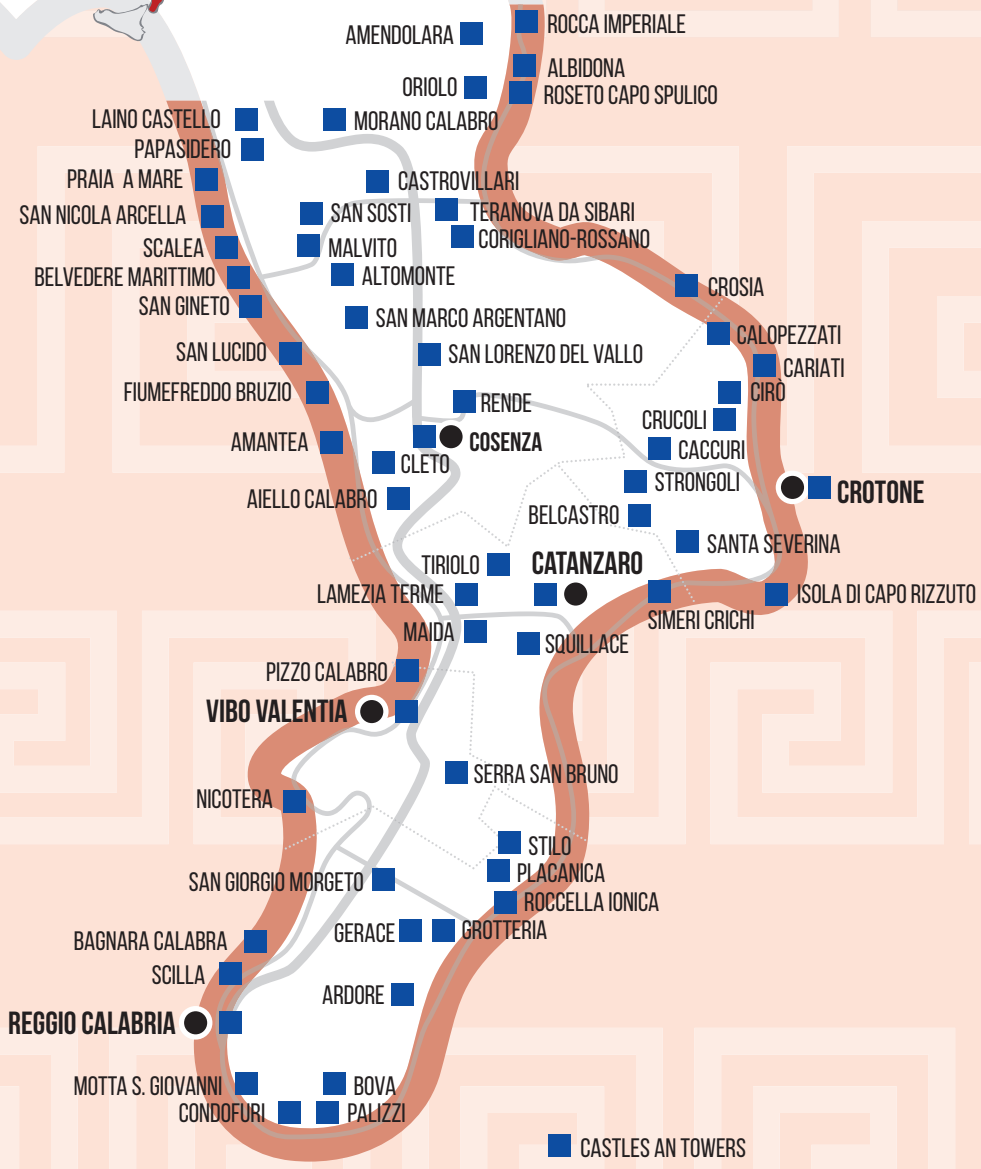 AMENDOLARA
ROCCA IMPERIALE
ALBIDONA
ORIOLO
ROSETO CAPO SPULICO
LAINO CASTELLO
MORANO CALABRO
PAPASIDERO
PRAIA A MARE
CASTROVILLARI
SAN NICOLA ARCELLA
SAN SOSTI
TERANOVA DA SIBARI
CORIGLIANO-ROSSANO
SCALEA
MALVITO
BELVEDERE MARITTIMO
ALTOMONTE
CROSIA
SAN GINETO
SAN MARCO ARGENTANO
CALOPEZZATI
SAN LUCIDO
SAN LORENZO DEL VALLO
CARIATI
FIUMEFREDDO BRUZIO
CIRÒ
RENDE
CRUCOLI
AMANTEA
COSENZA
CACCURI
CLETO
STRONGOLI
CROTONE
AIELLO CALABRO
BELCASTRO
SANTA SEVERINA
TIRIOLO
CATANZARO
LAMEZIA TERME
ISOLA DI CAPO RIZZUTO
SIMERI CRICHI
MAIDA
SQUILLACE
PIZZO CALABRO
VIBO VALENTIA
SERRA SAN BRUNO
NICOTERA
STILO
PLACANICA
SAN GIORGIO MORGETO
ROCCELLA IONICA
GERACE
GROTTERIA
BAGNARA CALABRA
SCILLA
ARDORE
REGGIO CALABRIA
MOTTA S. GIOVANNI
BOVA
CONDOFURI
PALIZZI
CASTLES AN TOWERS